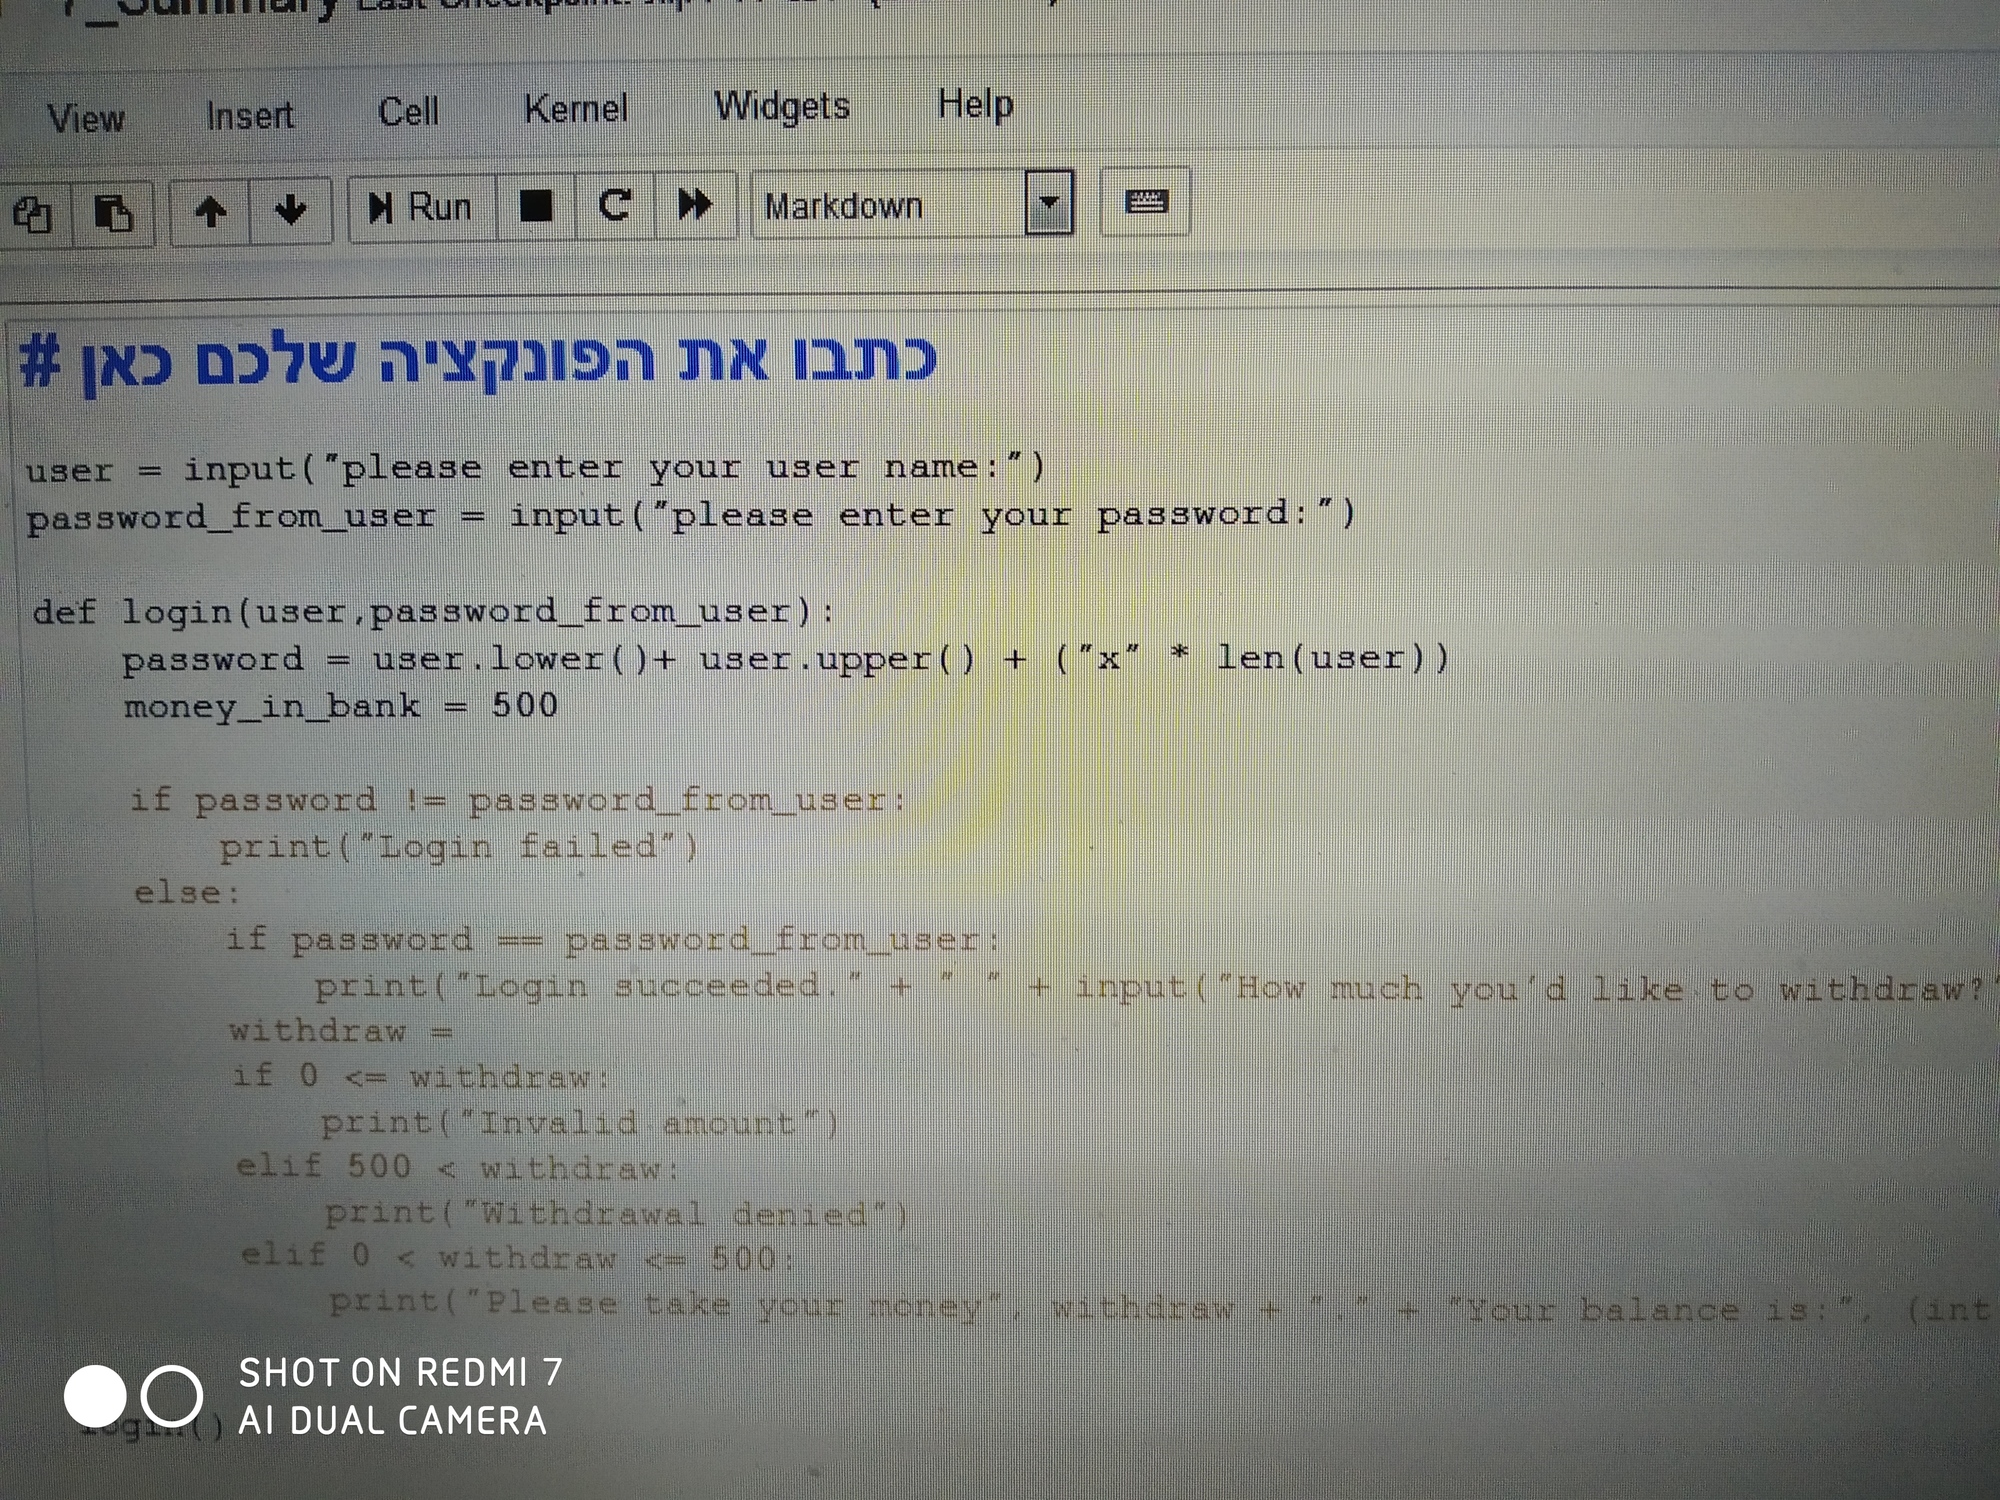 View Insert Cell Kernel Widgets Help
Run Markdown
# כתבו את הפונקציה שלכם כאן
user = input("please enter your user name:")
password_from_user = input("please enter your password:")
def login(user,password_from_user):
password = user.lower()+ user.upper() + ("x" * len(user))
money_in_bank = 500
if password != password_from_user:
print("Login failed")
else:
if password == password_from_user:
print("Login succeeded." + " " + input("How much you'd like to withdraw?"
withdraw =
if 0 <= withdraw:
print("Invalid amount")
elif 500 < withdraw:
print("Withdrawal denied")
elif 0 < withdraw <= 500:
print("Please take your money", withdraw + "." + "Your balance is:", (int
login()
SHOT ON REDMI 7
AI DUAL CAMERA